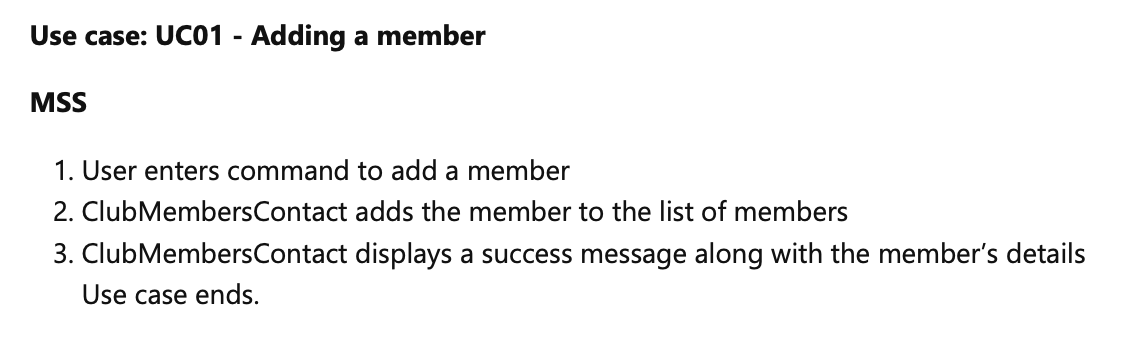 Use case: UC01 - Adding a member
MSS
1. User enters command to add a member
2. ClubMembersContact adds the member to the list of members
3. ClubMembersContact displays a success message along with the member’s details
Use case ends.